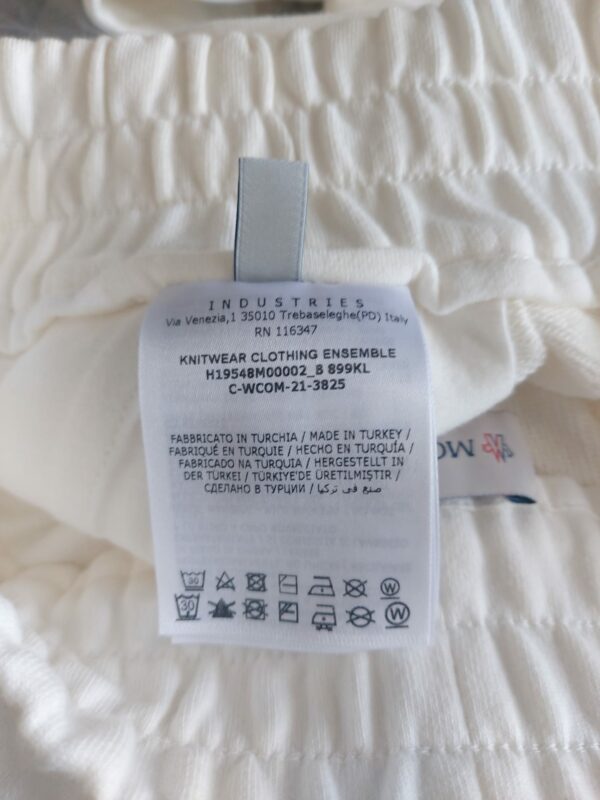 INDUSTRIES
Via Venezia,1 35010 Trebaseleghe(PD) Italy
RN 116347
KNITWEAR CLOTHING ENSEMBLE
H19548M00002_B 899KL
C-WCOM-21-3825
FABBRICATO IN TURCHIA / MADE IN TURKEY /
FABRIQUÉ EN TURQUIE / HECHO EN TURQUÍA /
FABRICADO NA TURQUIA / HERGESTELLT IN
DER TÜRKEI / TÜRKIYE'DE ÜRETILMIŞTIR /
СДЕЛАНО В ТУРЦИИ / صنع في تركيا
30 W
30 W
MO